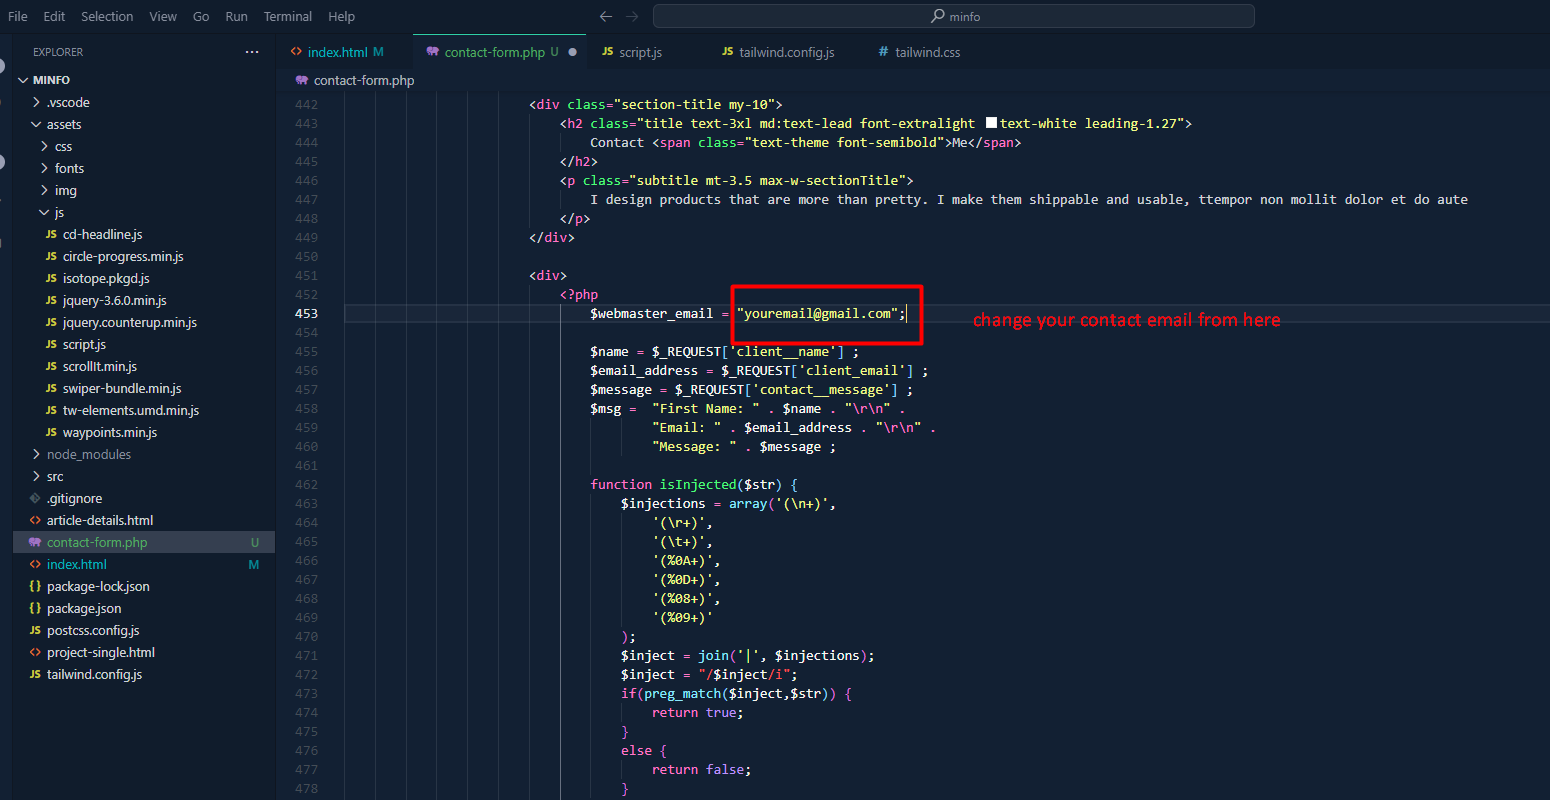 File Edit Selection View Go Run Terminal Help
minfo
EXPLORER ···
index.html M
contact-form.php U
JS script.js
JS tailwind.config.js
# tailwind.css
MINFO
contact-form.php
.vscode
assets
css
fonts
img
js
JS cd-headline.js
JS circle-progress.min.js
JS isotope.pkgd.js
JS jquery-3.6.0.min.js
JS jquery.counterup.min.js
JS script.js
JS scrollIt.min.js
JS swiper-bundle.min.js
JS tw-elements.umd.min.js
JS waypoints.min.js
node_modules
src
.gitignore
<> article-details.html
contact-form.php U
<> index.html M
{} package-lock.json
{} package.json
JS postcss.config.js
<> project-single.html
JS tailwind.config.js
442 <div class="section-title my-10">
443 <h2 class="title text-3xl md:text-lead font-extralight text-white leading-1.27">
444 Contact <span class="text-theme font-semibold">Me</span>
445 </h2>
446 <p class="subtitle mt-3.5 max-w-sectionTitle">
447 I design products that are more than pretty. I make them shippable and usable, ttempor non mollit dolor et do aute
448 </p>
449 </div>
450
451 <div>
452 <?php
453 $webmaster_email = "youremail@gmail.com";
change your contact email from here
454
455 $name = $_REQUEST['client__name'] ;
456 $email_address = $_REQUEST['client_email'] ;
457 $message = $_REQUEST['contact__message'] ;
458 $msg = "First Name: " . $name . "\r\n" .
459 "Email: " . $email_address . "\r\n" .
460 "Message: " . $message ;
461
462 function isInjected($str) {
463 $injections = array('(\n+)',
464 '(\r+)',
465 '(\t+)',
466 '(%0A+)',
467 '(%0D+)',
468 '(%08+)',
469 '(%09+)'
470 );
471 $inject = join('|', $injections);
472 $inject = "/$inject/i";
473 if(preg_match($inject,$str)) {
474 return true;
475 }
476 else {
477 return false;
478 }